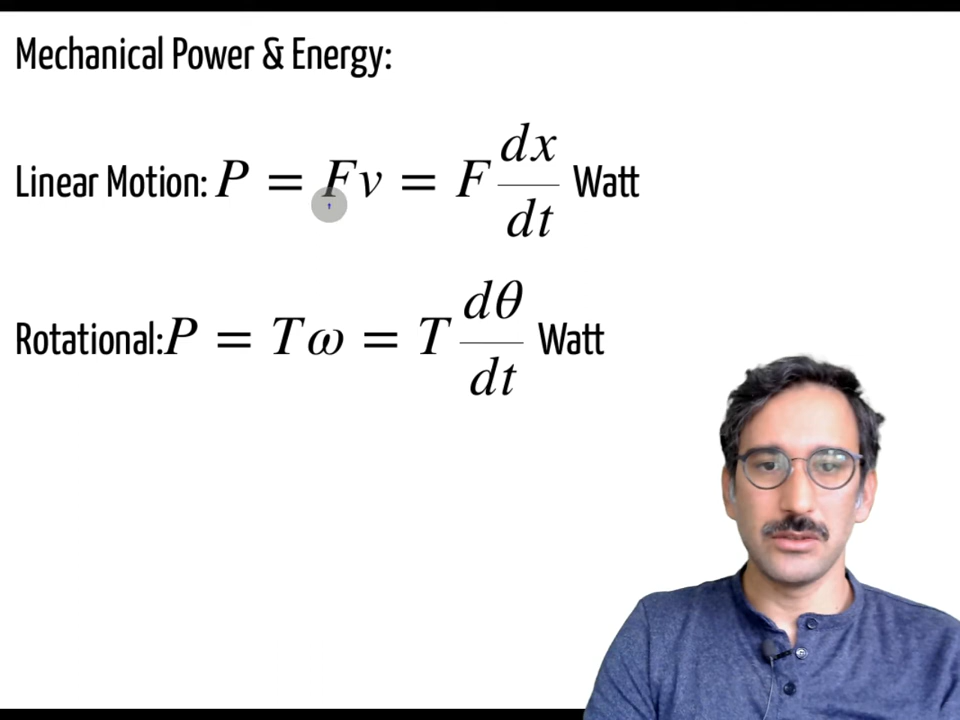 Mechanical Power & Energy:
Linear Motion: P = Fv = F dx/dt Watt
Rotational: P = Tω = T dθ/dt Watt